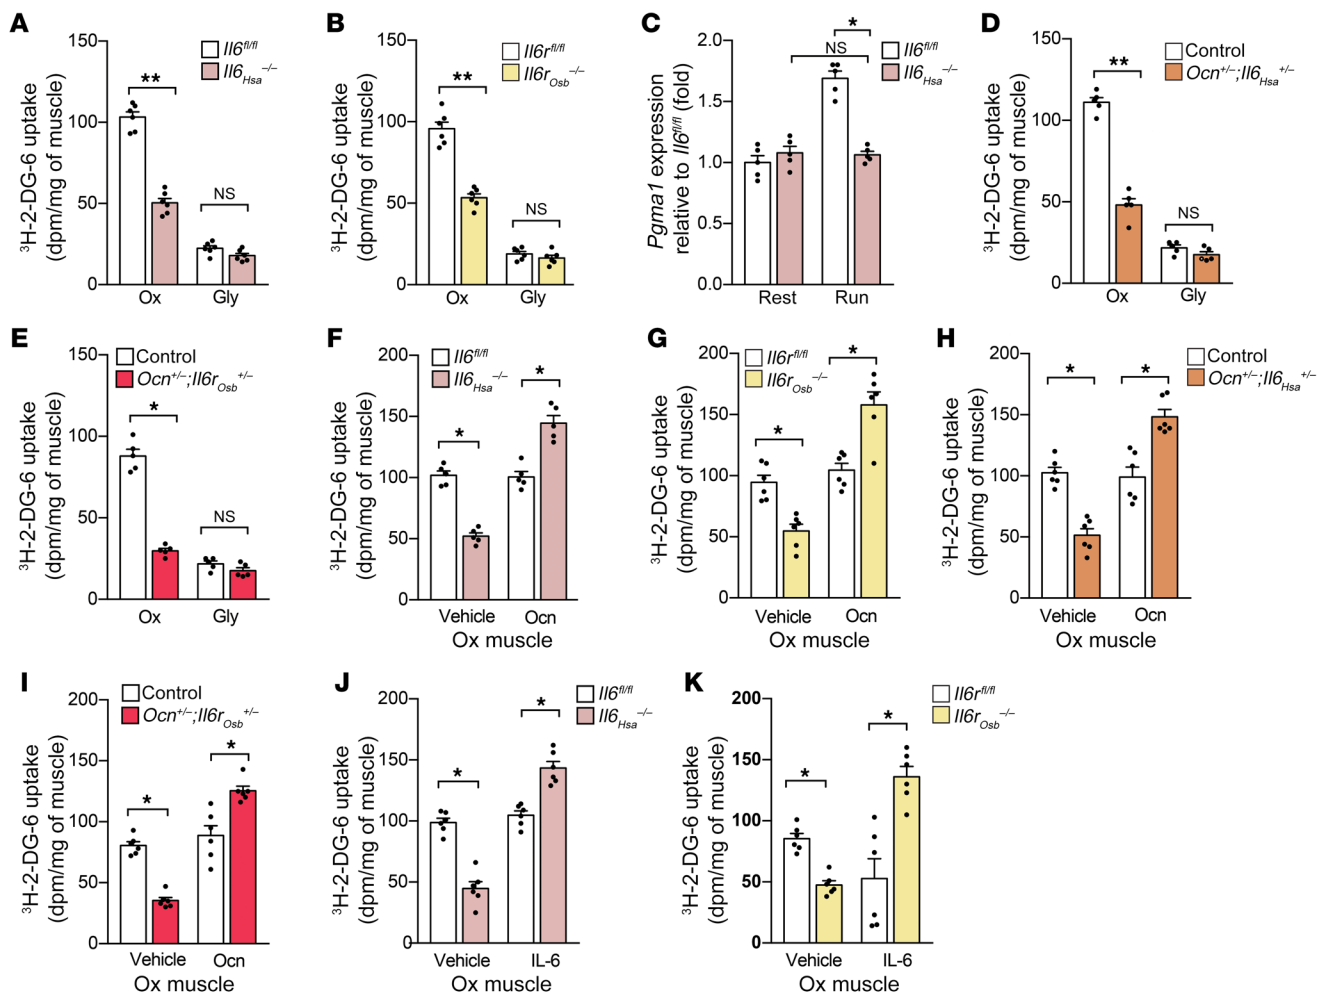 A
³H-2-DG-6 uptake
(dpm/mg of muscle)
150
100
50
0
Il6fl/fl
Il6Hsa–/–
**
NS
Ox Gly
B
³H-2-DG-6 uptake
(dpm/mg of muscle)
150
100
50
0
Il6rfl/fl
Il6rOsb–/–
**
NS
Ox Gly
C
Pgma1 expression
relative to Il6fl/fl (fold)
2.0
1.5
1.0
0.5
0.0
*
NS
Il6fl/fl
Il6Hsa–/–
Rest Run
D
³H-2-DG-6 uptake
(dpm/mg of muscle)
150
100
50
0
Control
Ocn+/–;Il6Hsa+/–
**
NS
Ox Gly
E
³H-2-DG-6 uptake
(dpm/mg of muscle)
150
100
50
0
Control
Ocn+/–;Il6rOsb+/–
*
NS
Ox Gly
F
³H-2-DG-6 uptake
(dpm/mg of muscle)
200
150
100
50
0
Il6fl/fl
Il6Hsa–/–
*
*
Vehicle Ocn
Ox muscle
G
³H-2-DG-6 uptake
(dpm/mg of muscle)
200
150
100
50
0
Il6rfl/fl
Il6rOsb–/–
*
*
Vehicle Ocn
Ox muscle
H
³H-2-DG-6 uptake
(dpm/mg of muscle)
200
150
100
50
0
Control
Ocn+/–;Il6Hsa+/–
*
*
Vehicle Ocn
Ox muscle
I
³H-2-DG-6 uptake
(dpm/mg of muscle)
200
150
100
50
0
Control
Ocn+/–;Il6rOsb+/–
*
*
Vehicle Ocn
Ox muscle
J
³H-2-DG-6 uptake
(dpm/mg of muscle)
200
150
100
50
0
Il6fl/fl
Il6Hsa–/–
*
*
Vehicle IL-6
Ox muscle
K
³H-2-DG-6 uptake
(dpm/mg of muscle)
200
150
100
50
0
Il6rfl/fl
Il6rOsb–/–
*
*
Vehicle IL-6
Ox muscle